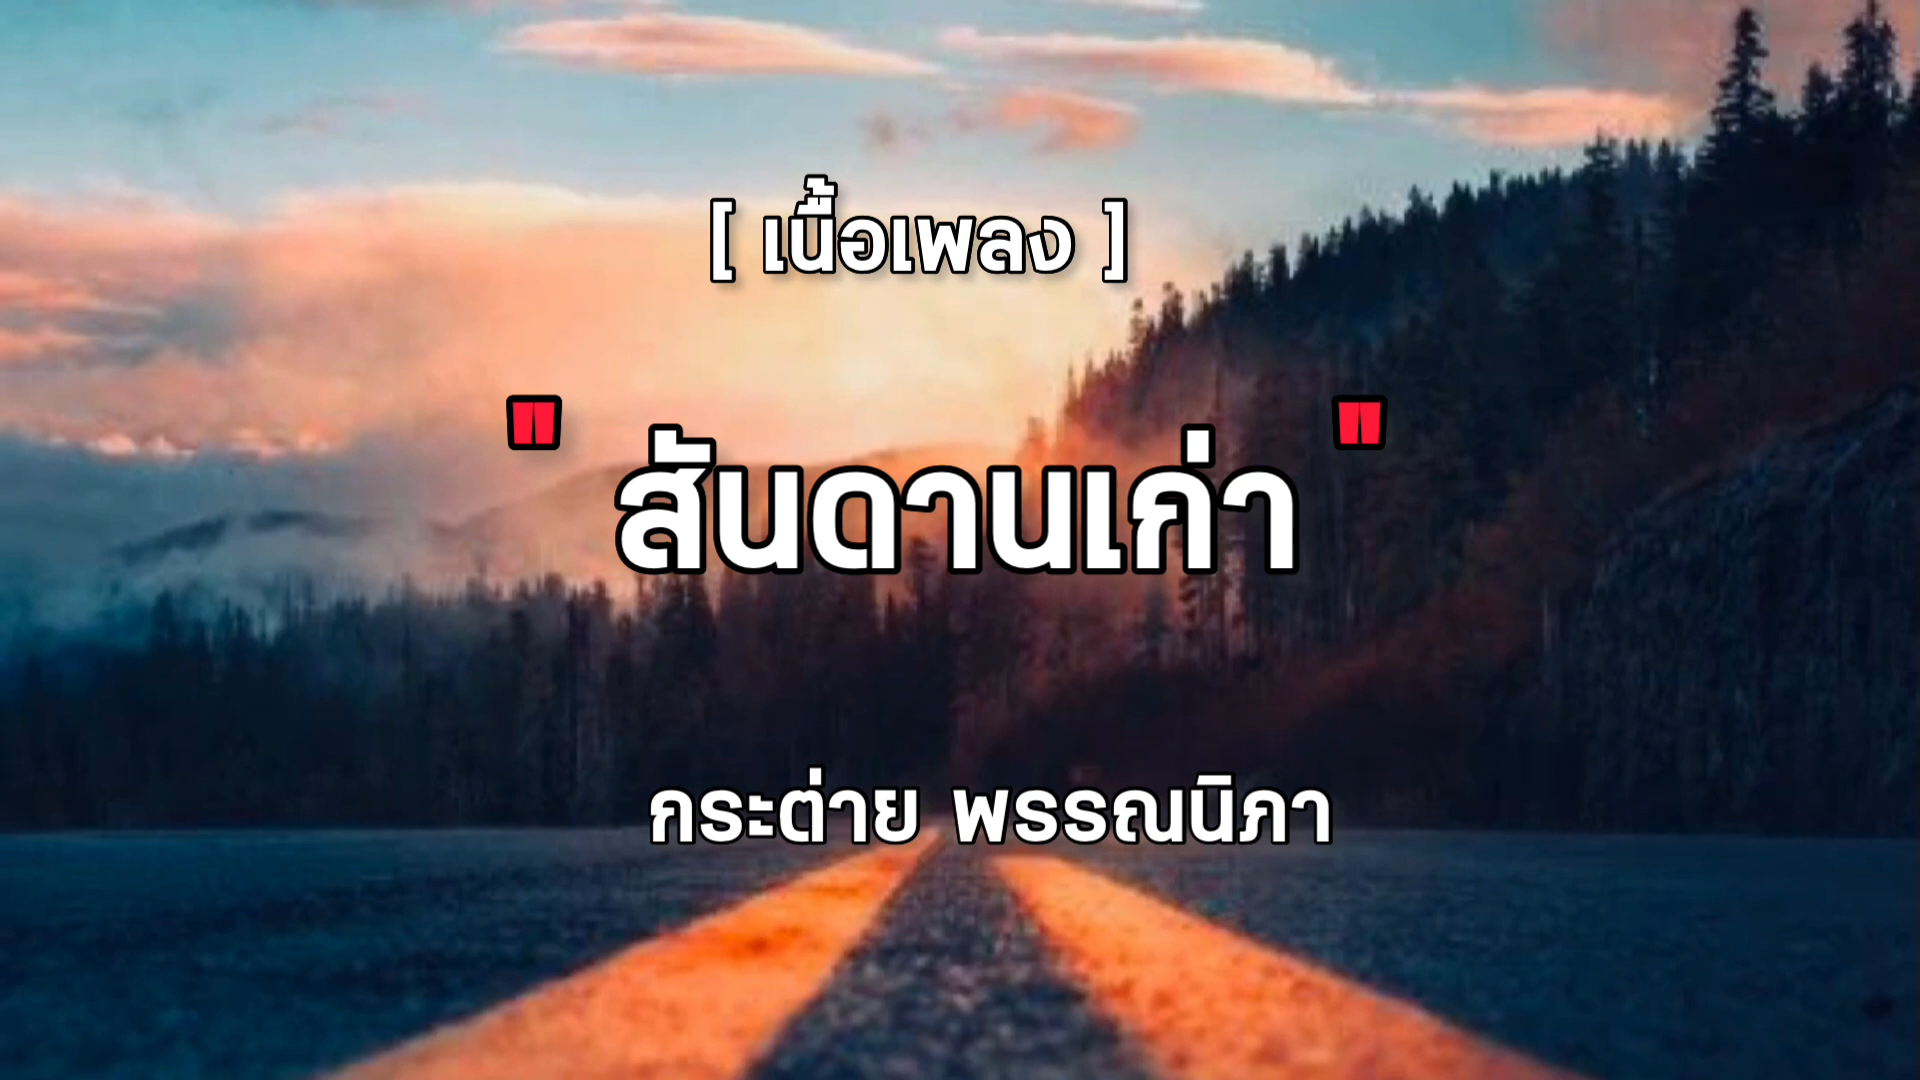 [ เนื้อเพลง ]
" สันดานเก่า "
กระต่าย พรรณนิภา